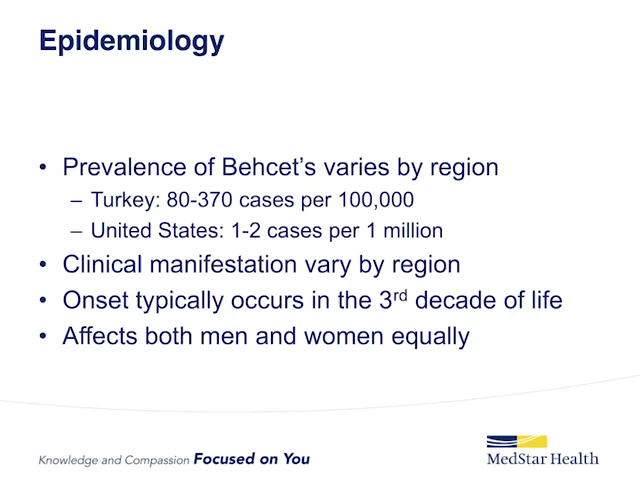 Epidemiology
• Prevalence of Behcet’s varies by region
– Turkey: 80-370 cases per 100,000
– United States: 1-2 cases per 1 million
• Clinical manifestation vary by region
• Onset typically occurs in the 3rd decade of life
• Affects both men and women equally
Knowledge and Compassion Focused on You
MedStar Health